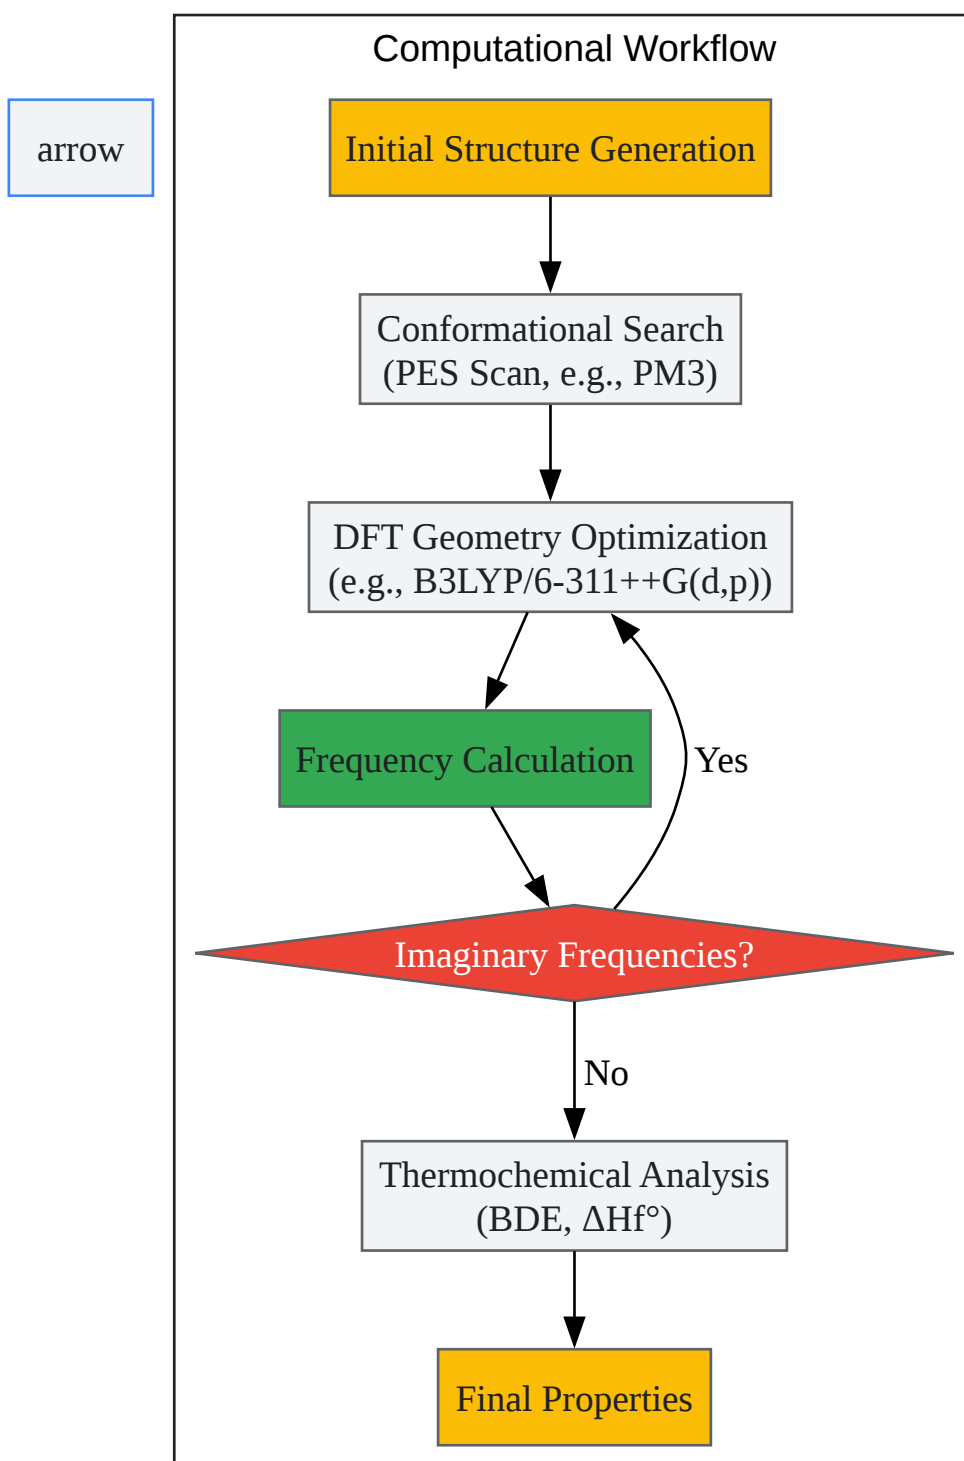 Computational Workflow
arrow
Initial Structure Generation
Conformational Search
(PES Scan, e.g., PM3)
DFT Geometry Optimization
(e.g., B3LYP/6-311++G(d,p))
Frequency Calculation
Yes
Imaginary Frequencies?
No
Thermochemical Analysis
(BDE, ΔHf°)
Final Properties